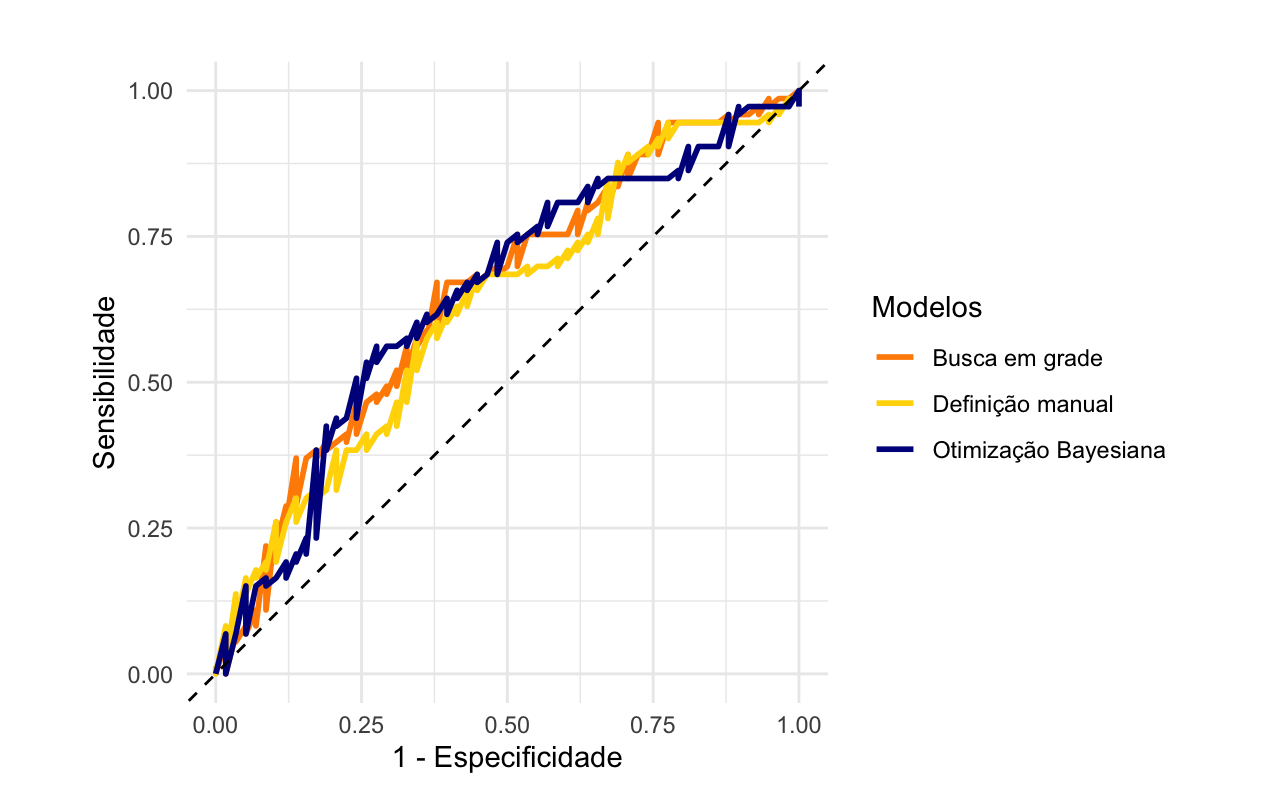 1.00
0.75
0.50
0.25
0.00
Sensibilidade
0.00 0.25 0.50 0.75 1.00
1 - Especificidade
Modelos
Busca em grade
Definição manual
Otimização Bayesiana